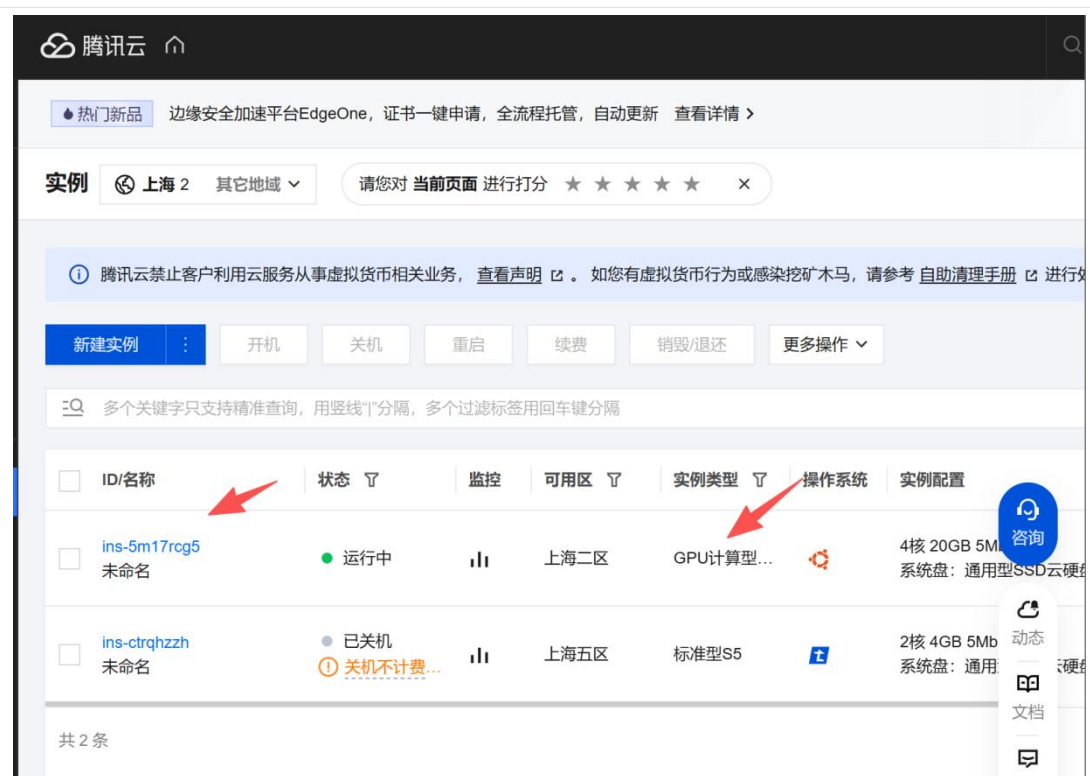 腾讯云
热门新品 边缘安全加速平台EdgeOne，证书一键申请，全流程托管，自动更新 查看详情 >
实例 上海 2 其它地域 请您对 当前页面 进行打分 ★ ★ ★ ★ ★ ×
腾讯云禁止客户利用云服务从事虚拟货币相关业务，查看声明 。如您有虚拟货币行为或感染挖矿木马，请参考 自助清理手册 进行
新建实例 开机 关机 重启 续费 销毁/退还 更多操作
多个关键字只支持精准查询，用竖线“|”分隔，多个过滤标签用回车键分隔
ID/名称 状态 监控 可用区 实例类型 操作系统 实例配置
咨询
ins-5m17rcg5 运行中 上海二区 GPU计算型... 4核 20GB 5M
未命名 系统盘：通用型SSD云硬
动态
ins-ctrqhzzh 已关机 上海五区 标准型S5 2核 4GB 5Mb
未命名 关机不计费... 系统盘：通用 云硬
文档
共 2 条